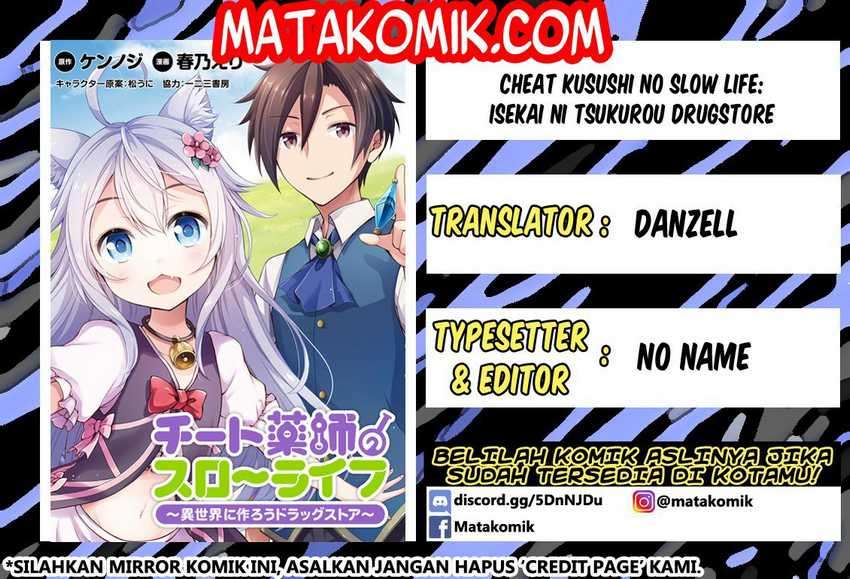 MATAKOMIK.COM
原作 ケンノジ 漫画 春乃えり
キャラクター原案：松うに 協力：一二三書房
チート薬師の
スローライフ
～異世界に作ろうドラッグストア～
CHEAT KUSUSHI NO SLOW LIFE:
ISEKAI NI TSUKUROU DRUGSTORE
TRANSLATOR : DANZELL
TYPESETTER
& EDITOR : NO NAME
BELILAH KOMIK ASLINYA JIKA
SUDAH TERSEDIA DI KOTAMU!
discord.gg/5DnNJDu @matakomik
Matakomik
*SILAHKAN MIRROR KOMIK INI, ASALKAN JANGAN HAPUS 'CREDIT PAGE' KAMI.